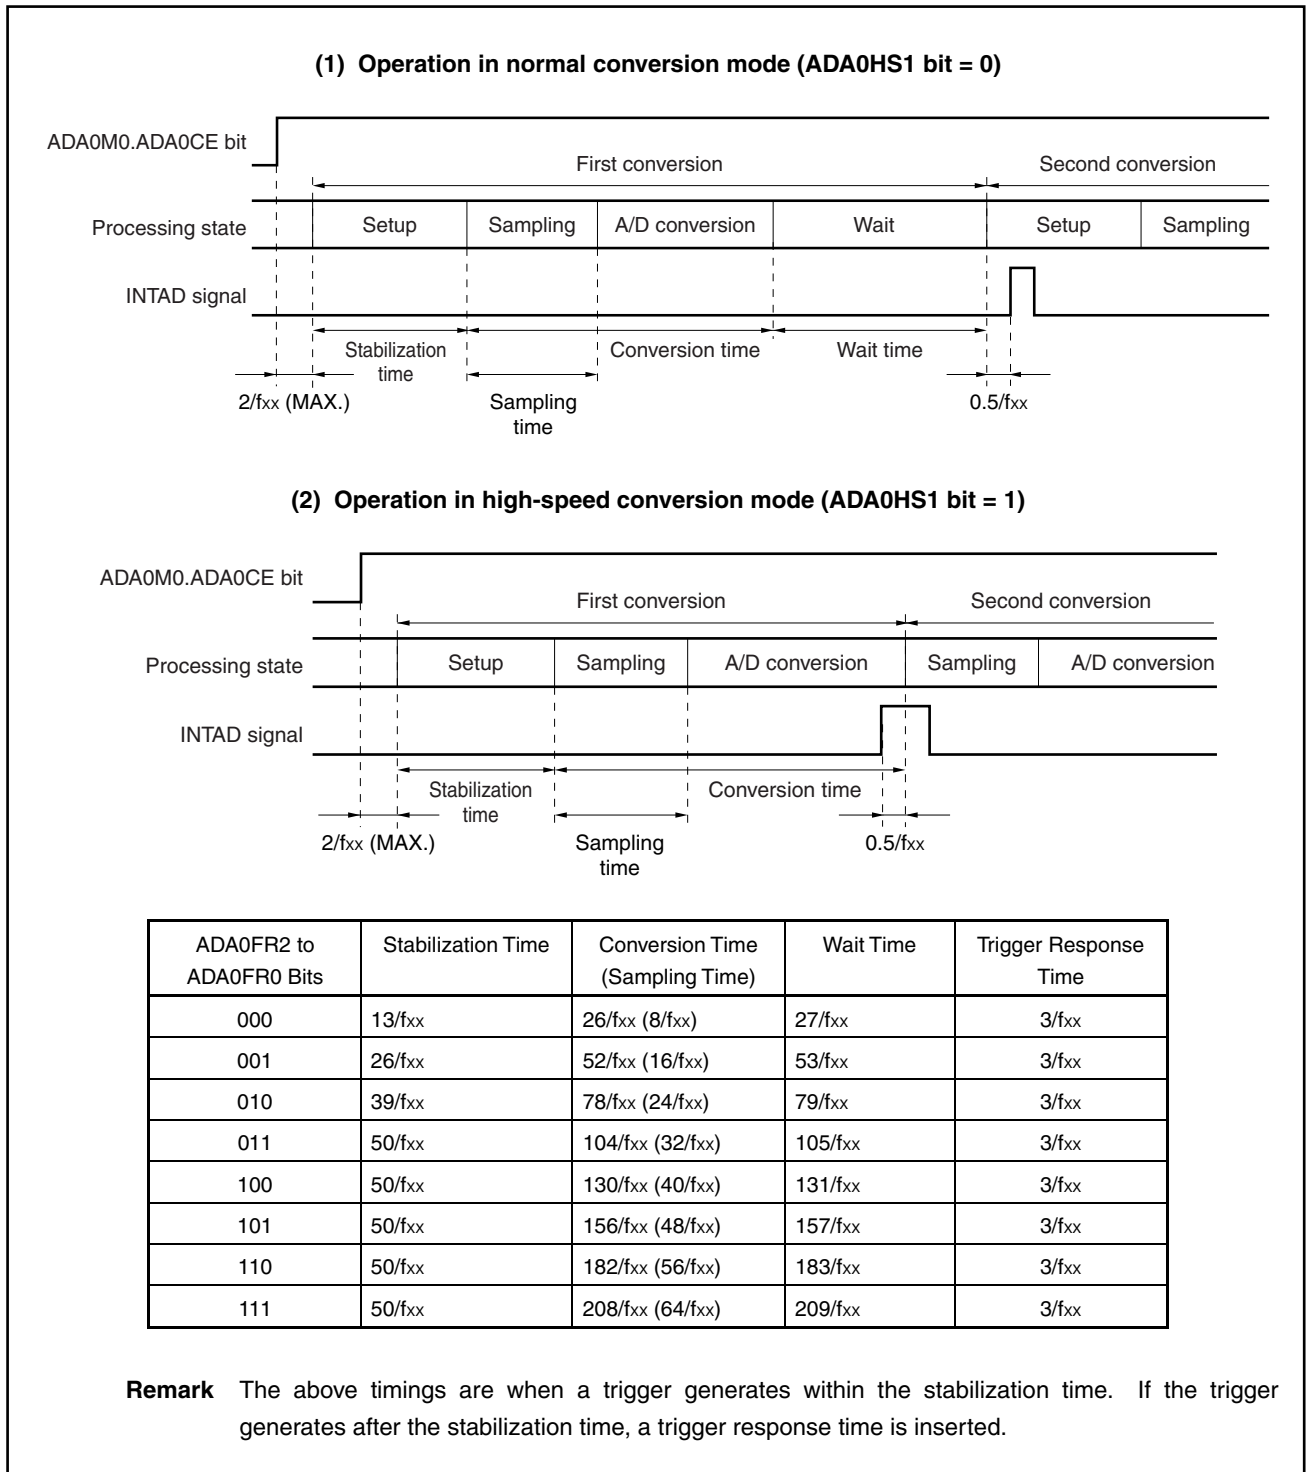 (1) Operation in normal conversion mode (ADA0HS1 bit = 0)
ADA0M0.ADA0CE bit
First conversion
Second conversion
Processing state
Setup
Sampling
A/D conversion
Wait
Setup
Sampling
INTAD signal
Stabilization
time
Conversion time
Wait time
2/fxx (MAX.)
Sampling
time
0.5/fxx
(2) Operation in high-speed conversion mode (ADA0HS1 bit = 1)
ADA0M0.ADA0CE bit
First conversion
Second conversion
Processing state
Setup
Sampling
A/D conversion
Sampling
A/D conversion
INTAD signal
Stabilization
time
Conversion time
2/fxx (MAX.)
Sampling
time
0.5/fxx
ADA0FR2 to
ADA0FR0 Bits
Stabilization Time
Conversion Time
(Sampling Time)
Wait Time
Trigger Response
Time
000 13/fxx 26/fxx (8/fxx) 27/fxx 3/fxx
001 26/fxx 52/fxx (16/fxx) 53/fxx 3/fxx
010 39/fxx 78/fxx (24/fxx) 79/fxx 3/fxx
011 50/fxx 104/fxx (32/fxx) 105/fxx 3/fxx
100 50/fxx 130/fxx (40/fxx) 131/fxx 3/fxx
101 50/fxx 156/fxx (48/fxx) 157/fxx 3/fxx
110 50/fxx 182/fxx (56/fxx) 183/fxx 3/fxx
111 50/fxx 208/fxx (64/fxx) 209/fxx 3/fxx
Remark The above timings are when a trigger generates within the stabilization time. If the trigger
generates after the stabilization time, a trigger response time is inserted.